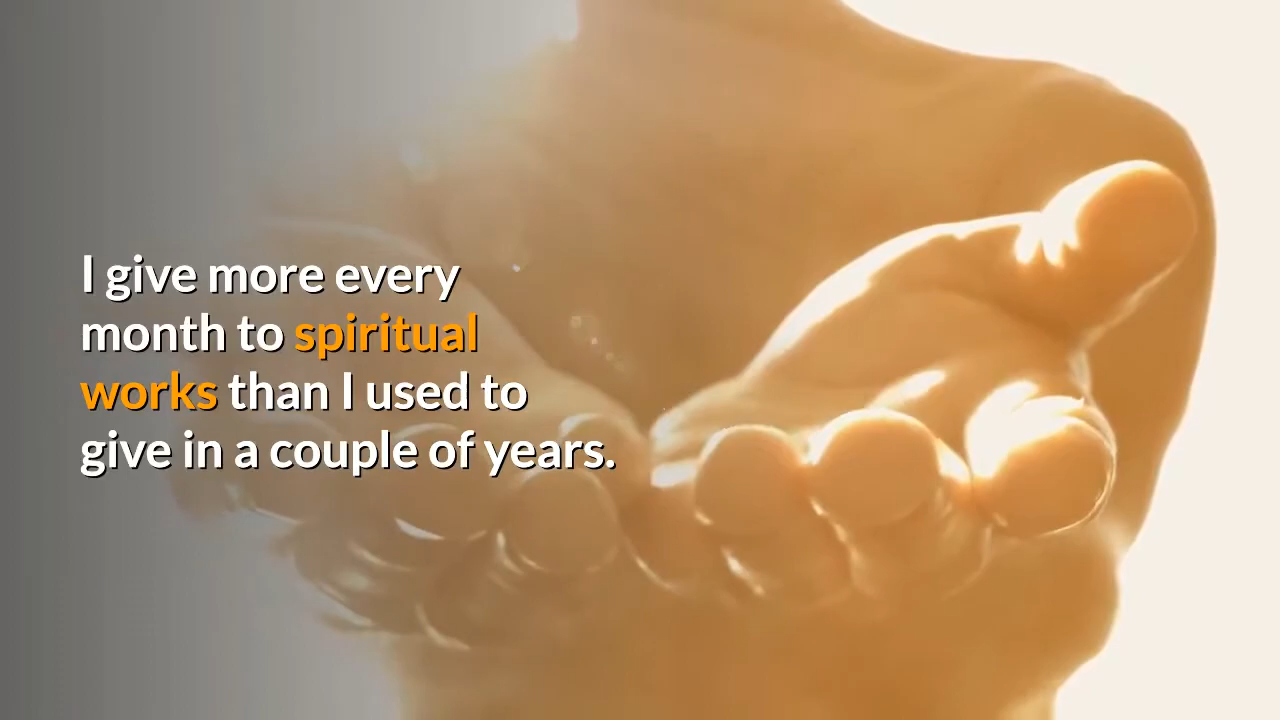 I give more every
month to spiritual
works than I used to
give in a couple of years.